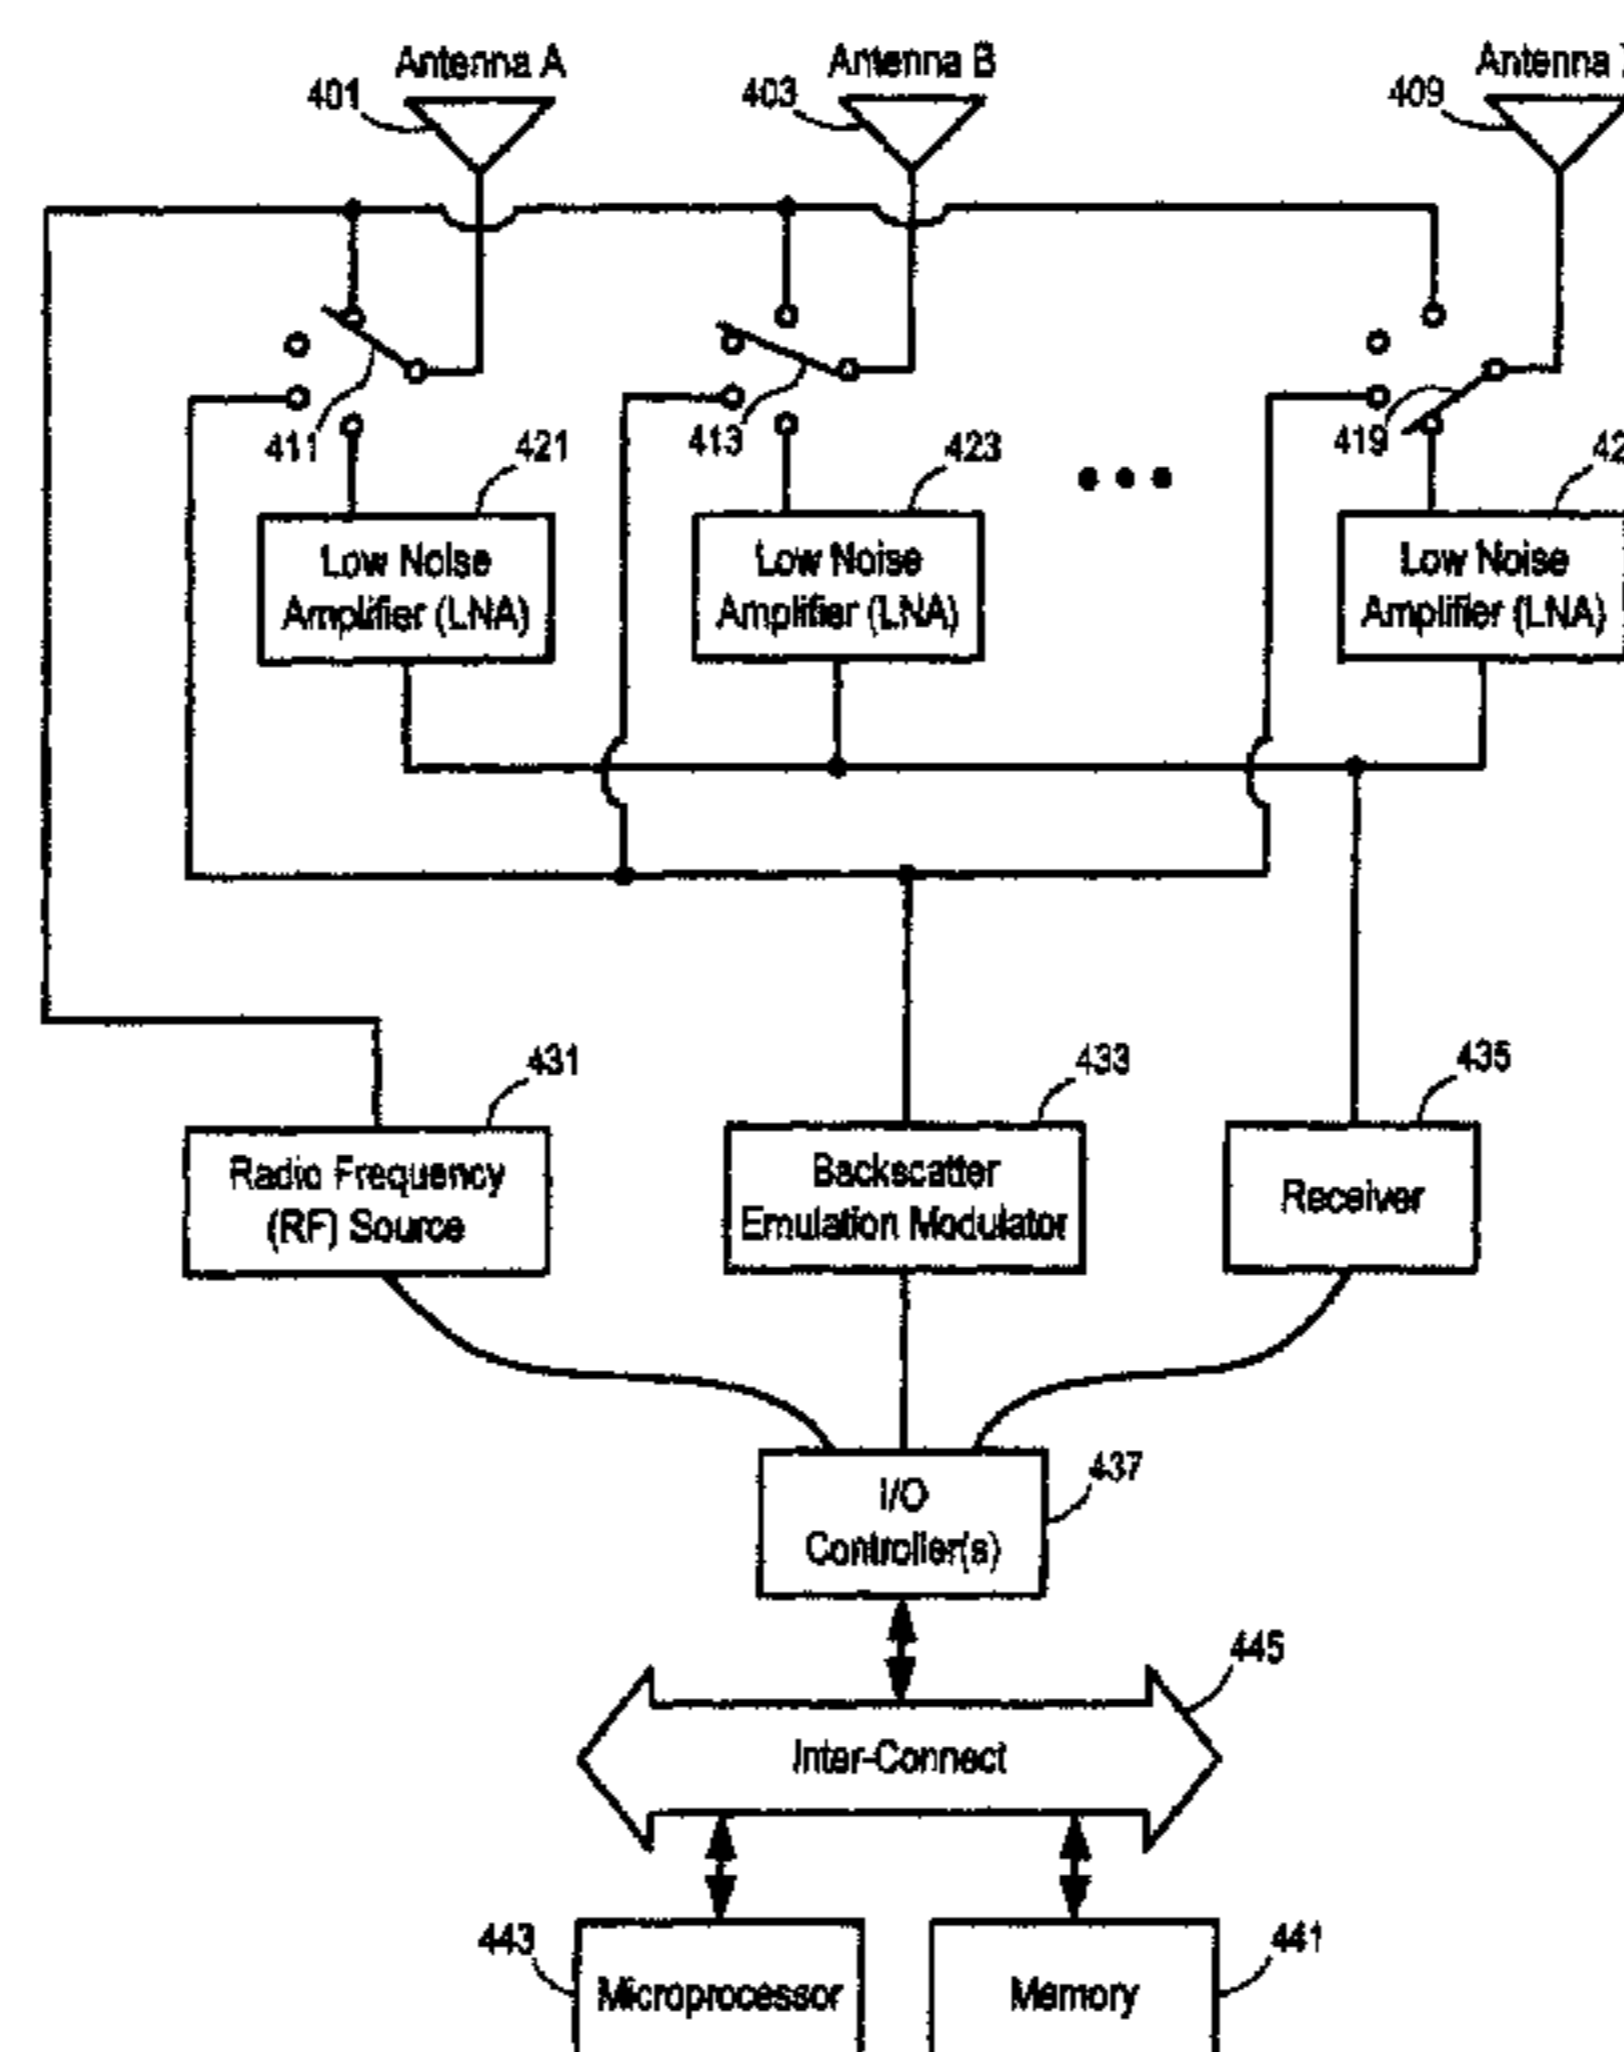 Antenna A
Antenna B
Antenna
401
403
409
411
413
419
421
423
Low Noise
Amplifier (LNA)
Low Noise
Amplifier (LNA)
Low Noise
Amplifier (LNA)
431
433
435
Radio Frequency
(RF) Source
Backscatter
Emulation Modulator
Receiver
437
I/O
Controller(s)
445
Inter-Connect
443
441
Microprocessor
Memory